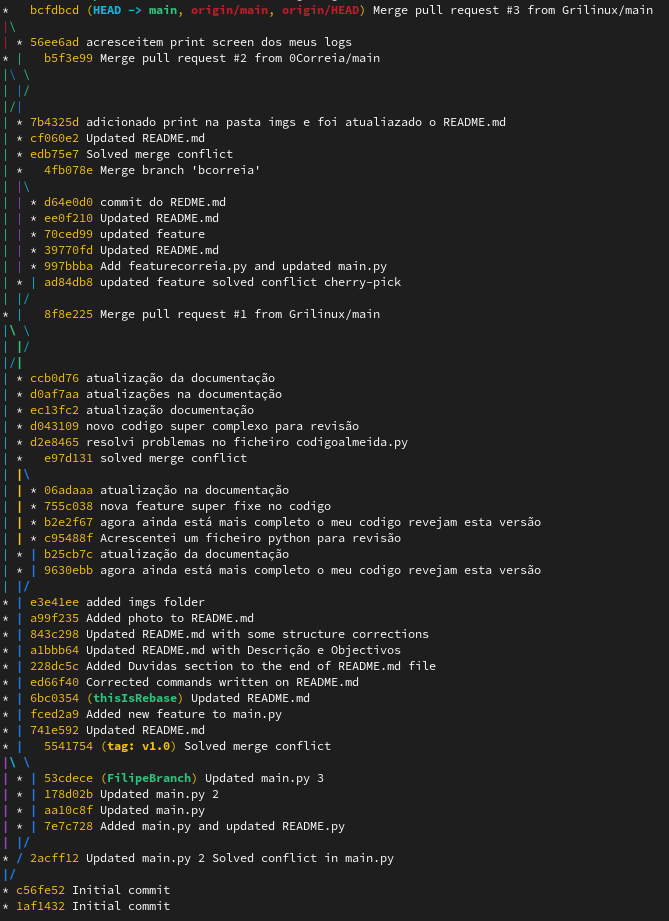 * bcfdbcd (HEAD -> main, origin/main, origin/HEAD) Merge pull request #3 from Grilinux/main
|\
| * 56ee6ad acresceitem print screen dos meus logs
* | b5f3e99 Merge pull request #2 from 0Correia/main
|\ \
| |/
|/|
| * 7b4325d adicionado print na pasta imgs e foi atualiazado o README.md
| * cf060e2 Updated README.md
| * edb75e7 Solved merge conflict
| * 4fb078e Merge branch 'bcorreia'
| |\
| | * d64e0d0 commit do REDME.md
| | * ee0f210 Updated README.md
| | * 70ced99 updated feature
| | * 39770fd Updated README.md
| | * 997bbba Add featurecorreia.py and updated main.py
| * | ad84db8 updated feature solved conflict cherry-pick
| |/
* | 8f8e225 Merge pull request #1 from Grilinux/main
|\ \
| |/
|/|
| * ccb0d76 atualização da documentação
| * d0af7aa atualizações na documentação
| * ec13fc2 atualização documentação
| * d043109 novo codigo super complexo para revisão
| * d2e8465 resolvi problemas no ficheiro codigoalmeida.py
| * e97d131 solved merge conflict
| |\
| | * 06adaaa atualização na documentação
| | * 755c038 nova feature super fixe no codigo
| | * b2e2f67 agora ainda está mais completo o meu codigo revejam esta versão
| | * c95488f Acrescentei um ficheiro python para revisão
| * | b25cb7c atualização da documentação
| * | 9630ebb agora ainda está mais completo o meu codigo revejam esta versão
| |/
* | e3e41ee added imgs folder
* | a99f235 Added photo to README.md
* | 843c298 Updated README.md with some structure corrections
* | a1bbb64 Updated README.md with Descrição e Objectivos
* | 228dc5c Added Duvidas section to the end of README.md file
* | ed66f40 Corrected commands written on README.md
* | 6bc0354 (thisIsRebase) Updated README.md
* | fced2a9 Added new feature to main.py
* | 741e592 Updated README.md
* | 5541754 (tag: v1.0) Solved merge conflict
|\ \
| * | 53cdece (FilipeBranch) Updated main.py 3
| * | 178d02b Updated main.py 2
| * | aa10c8f Updated main.py
| * | 7e7c728 Added main.py and updated README.py
| |/
* / 2acff12 Updated main.py 2 Solved conflict in main.py
|/
* c56fe52 Initial commit
* 1af1432 Initial commit